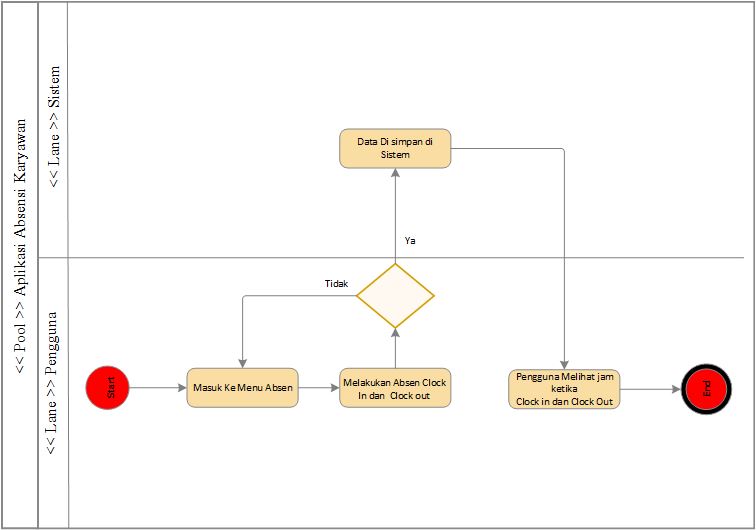 << Pool >> Aplikasi Absensi Karyawan
<< Lane >> Sistem
Data Di simpan di
Sistem
Ya
<< Lane >> Pengguna
Tidak
Start
Masuk Ke Menu Absen
Melakukan Absen Clock
In dan Clock out
Pengguna Melihat jam
ketika
Clock in dan Clock Out
End